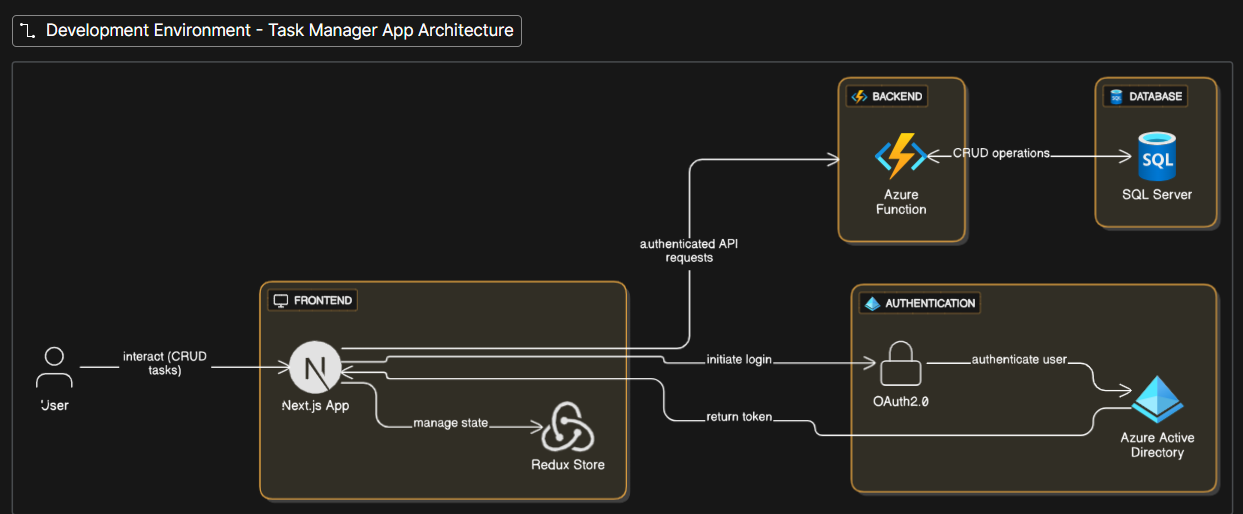 Development Environment - Task Manager App Architecture
BACKEND
DATABASE
CRUD operations
SQL
Azure
Function
SQL Server
authenticated API
requests
FRONTEND
AUTHENTICATION
interact (CRUD
tasks)
N
initiate login
authenticate user
User
Next.js App
OAuth2.0
manage state
return token
Redux Store
Azure Active
Directory